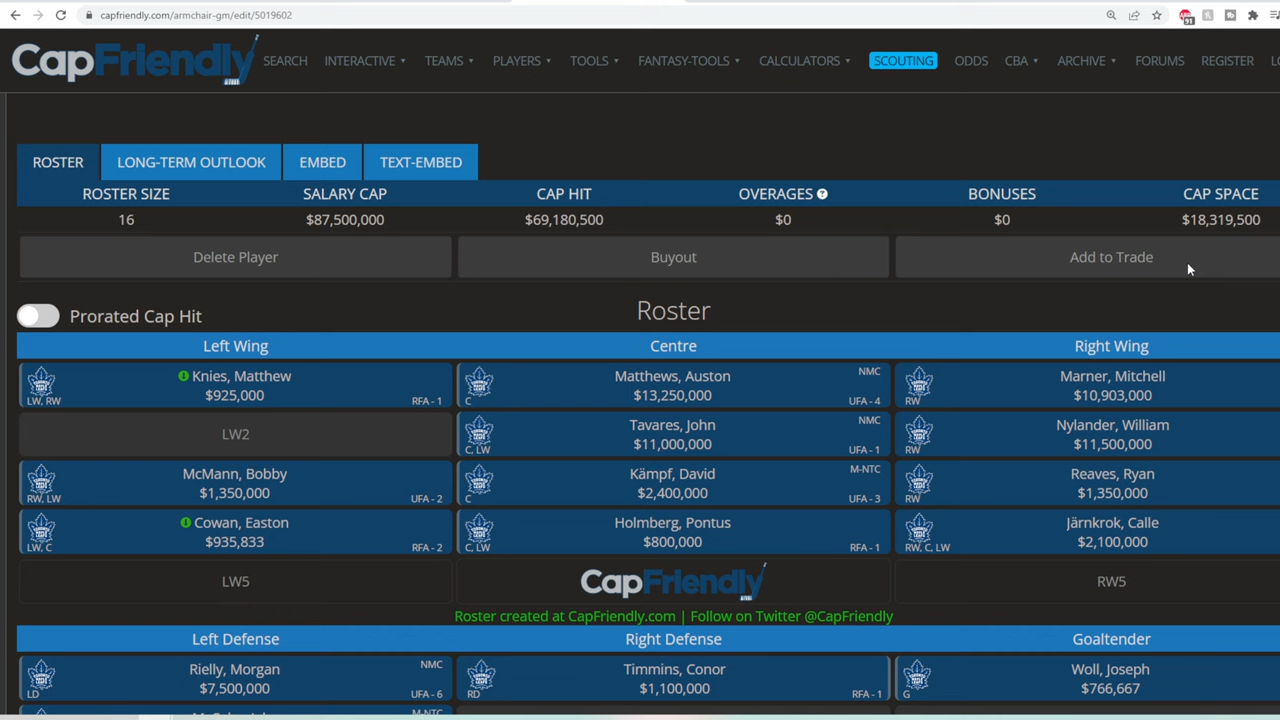 capfriendly.com/armchair-gm/edit/5019602
91
CapFriendly
SEARCH INTERACTIVE TEAMS PLAYERS TOOLS FANTASY-TOOLS CALCULATORS SCOUTING ODDS CBA ARCHIVE FORUMS REGISTER
ROSTER LONG-TERM OUTLOOK EMBED TEXT-EMBED
ROSTER SIZE SALARY CAP CAP HIT OVERAGES ? BONUSES CAP SPACE
16 $87,500,000 $69,180,500 $0 $0 $18,319,500
Delete Player Buyout Add to Trade
Prorated Cap Hit Roster
Left Wing Centre Right Wing
Knies, Matthew
$925,000
LW, RW RFA - 1
Matthews, Auston NMC
$13,250,000
C UFA - 4
Marner, Mitchell
$10,903,000
RW
LW2
Tavares, John NMC
$11,000,000
C, LW UFA - 1
Nylander, William
$11,500,000
RW
McMann, Bobby
$1,350,000
RW, LW UFA - 2
Kämpf, David M-NTC
$2,400,000
C UFA - 3
Reaves, Ryan
$1,350,000
RW
Cowan, Easton
$935,833
LW, C RFA - 2
Holmberg, Pontus
$800,000
C, LW RFA - 1
Järnkrok, Calle
$2,100,000
RW, C, LW
LW5 CapFriendly RW5
Roster created at CapFriendly.com | Follow on Twitter @CapFriendly
Left Defense Right Defense Goaltender
Rielly, Morgan NMC
$7,500,000
LD UFA - 6
Timmins, Conor
$1,100,000
RD RFA - 1
Woll, Joseph
$766,667
G
M-NTC